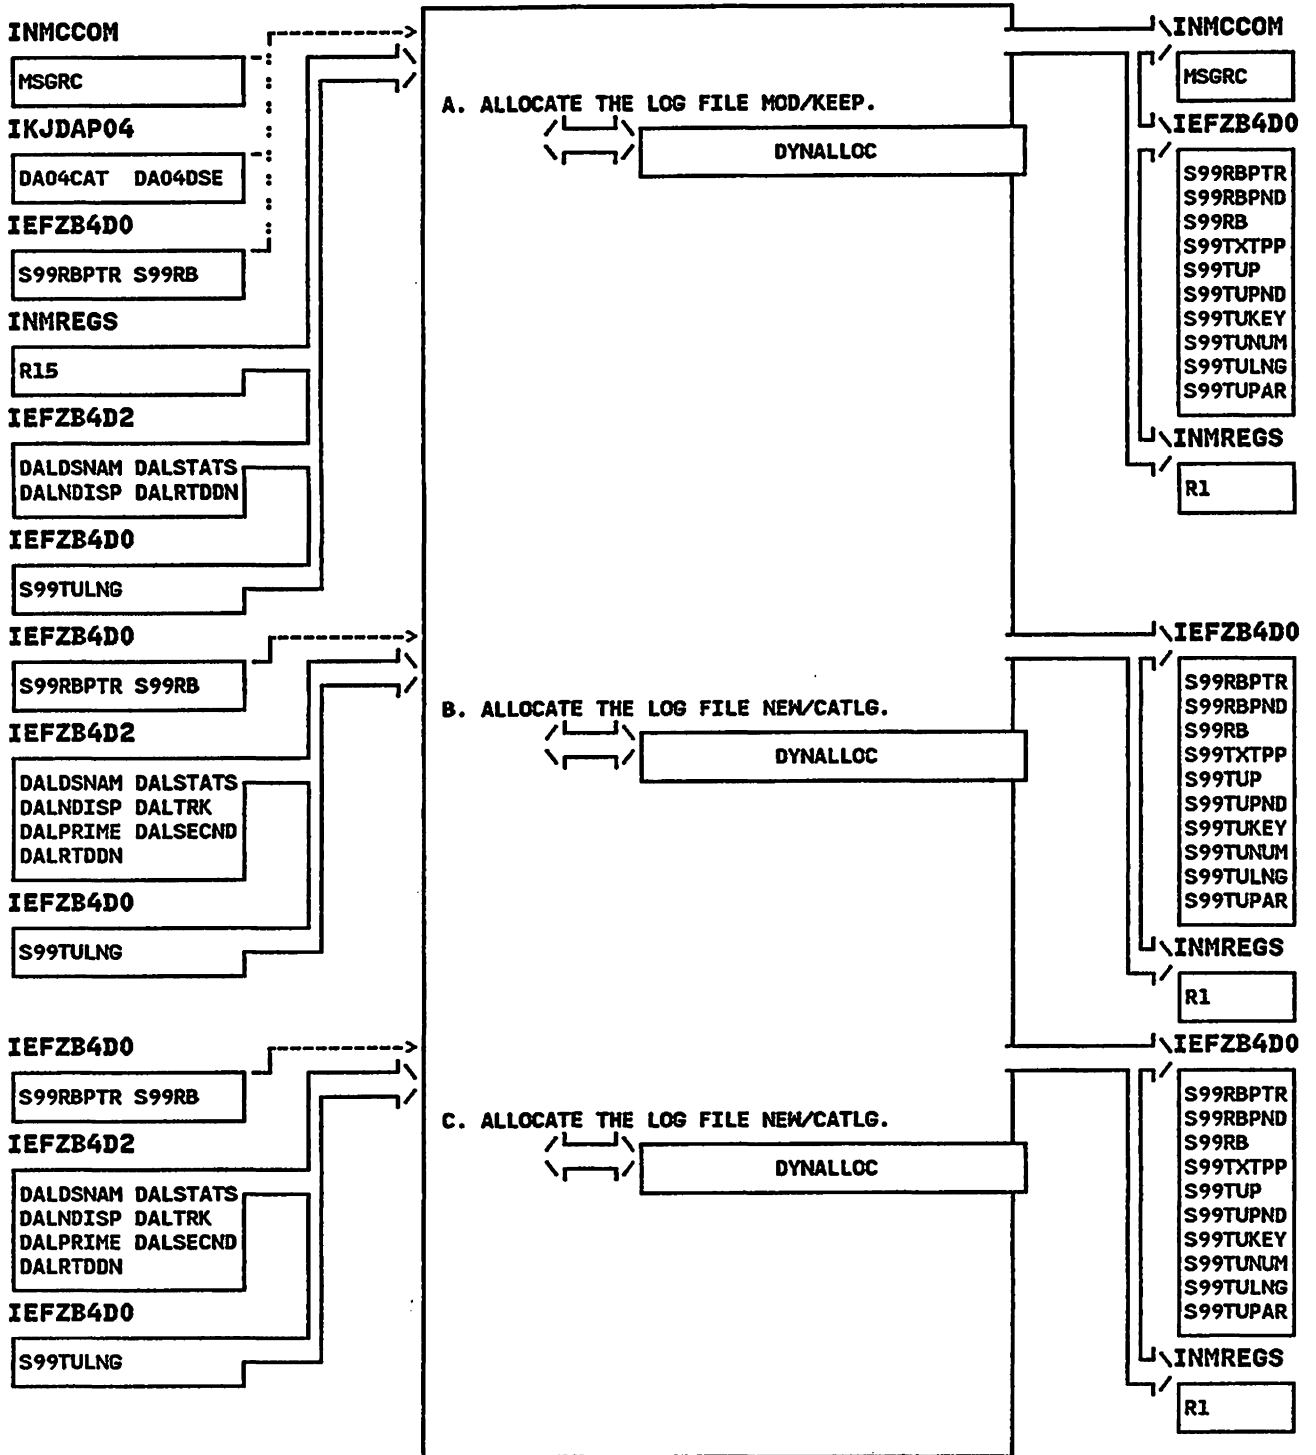 INMCCOM
MSGRC
IKJDAP04
DA04CAT DA04DSE
IEFZB4D0
S99RBPTR S99RB
INMREGS
R15
IEFZB4D2
DALDSNAM DALSTATS
DALNDISP DALRTDDN
IEFZB4D0
S99TULNG
A. ALLOCATE THE LOG FILE MOD/KEEP.
DYNALLOC
INMCCOM
MSGRC
IEFZB4D0
S99RBPTR
S99RBPND
S99RB
S99TXTPP
S99TUP
S99TUPND
S99TUKEY
S99TUNUM
S99TULNG
S99TUPAR
INMREGS
R1
IEFZB4D0
S99RBPTR S99RB
IEFZB4D2
DALDSNAM DALSTATS
DALNDISP DALTRK
DALPRIME DALSECND
DALRTDDN
IEFZB4D0
S99TULNG
B. ALLOCATE THE LOG FILE NEW/CATLG.
DYNALLOC
IEFZB4D0
S99RBPTR
S99RBPND
S99RB
S99TXTPP
S99TUP
S99TUPND
S99TUKEY
S99TUNUM
S99TULNG
S99TUPAR
INMREGS
R1
IEFZB4D0
S99RBPTR S99RB
IEFZB4D2
DALDSNAM DALSTATS
DALNDISP DALTRK
DALPRIME DALSECND
DALRTDDN
IEFZB4D0
S99TULNG
C. ALLOCATE THE LOG FILE NEW/CATLG.
DYNALLOC
IEFZB4D0
S99RBPTR
S99RBPND
S99RB
S99TXTPP
S99TUP
S99TUPND
S99TUKEY
S99TUNUM
S99TULNG
S99TUPAR
INMREGS
R1